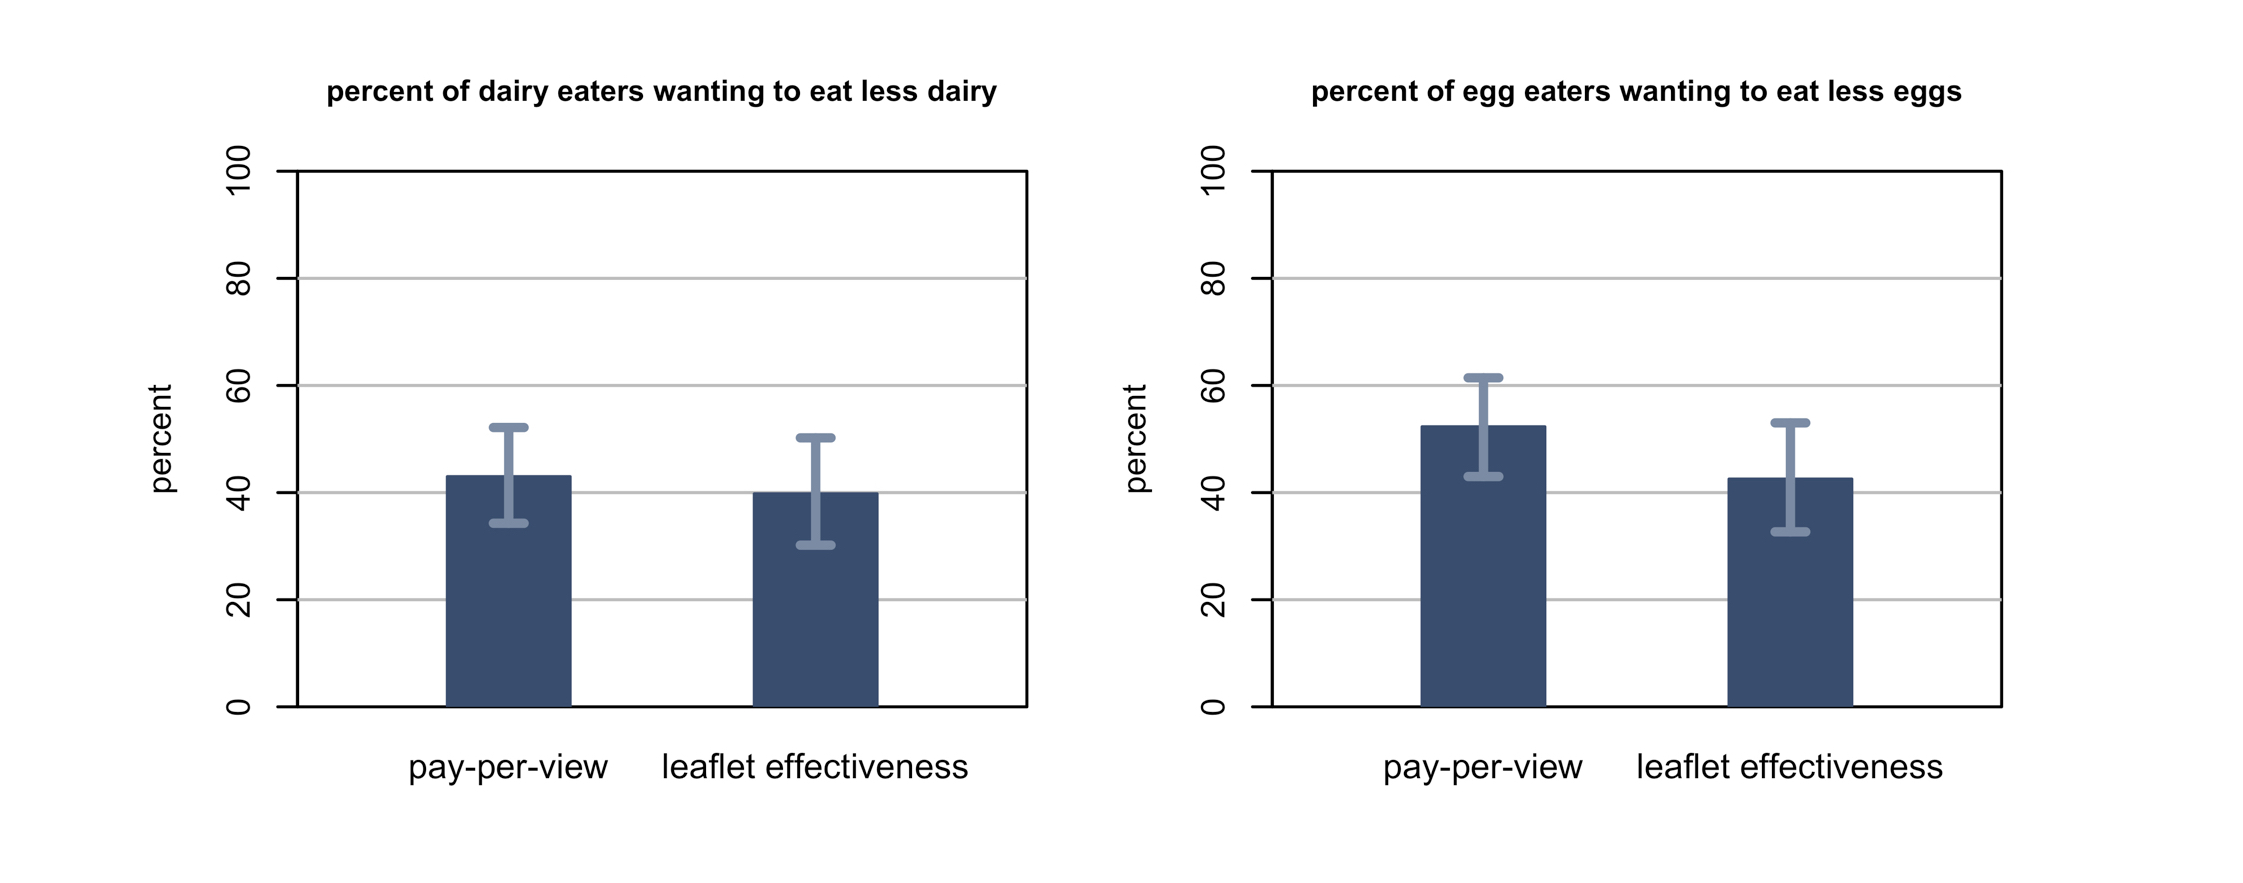 percent of dairy eaters wanting to eat less dairy
percent
100
80
60
40
20
0
pay-per-view leaflet effectiveness
percent of egg eaters wanting to eat less eggs
percent
100
80
60
40
20
0
pay-per-view leaflet effectiveness